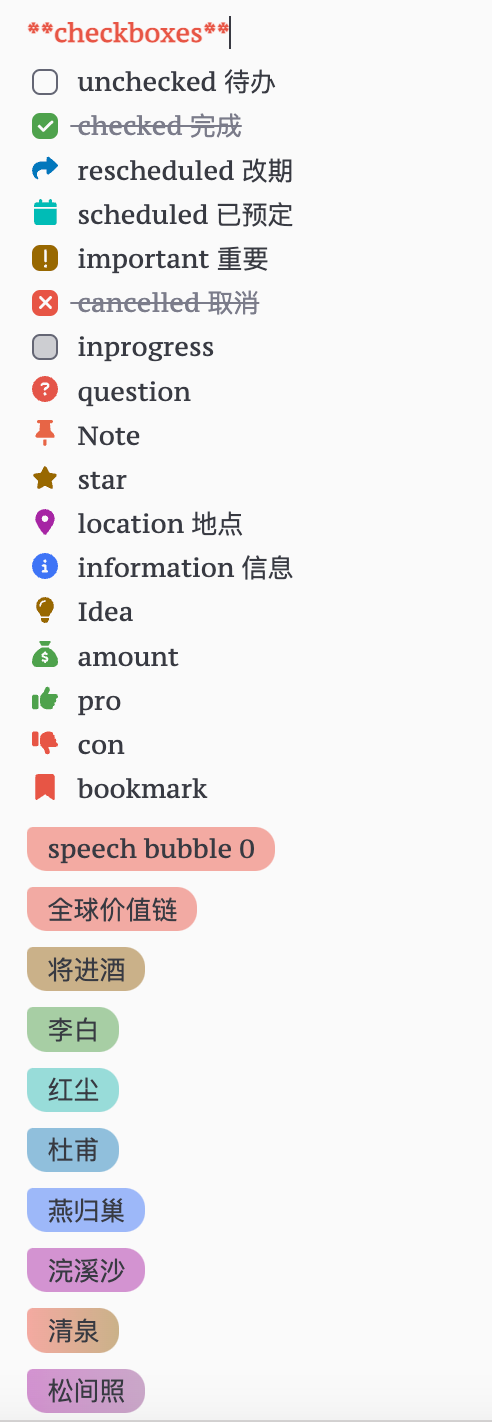 **checkboxes**
unchecked 待办
checked 完成
rescheduled 改期
scheduled 已预定
important 重要
cancelled 取消
inprogress
question
Note
star
location 地点
information 信息
Idea
amount
pro
con
bookmark
speech bubble 0
全球价值链
将进酒
李白
红尘
杜甫
燕归巢
浣溪沙
清泉
松间照